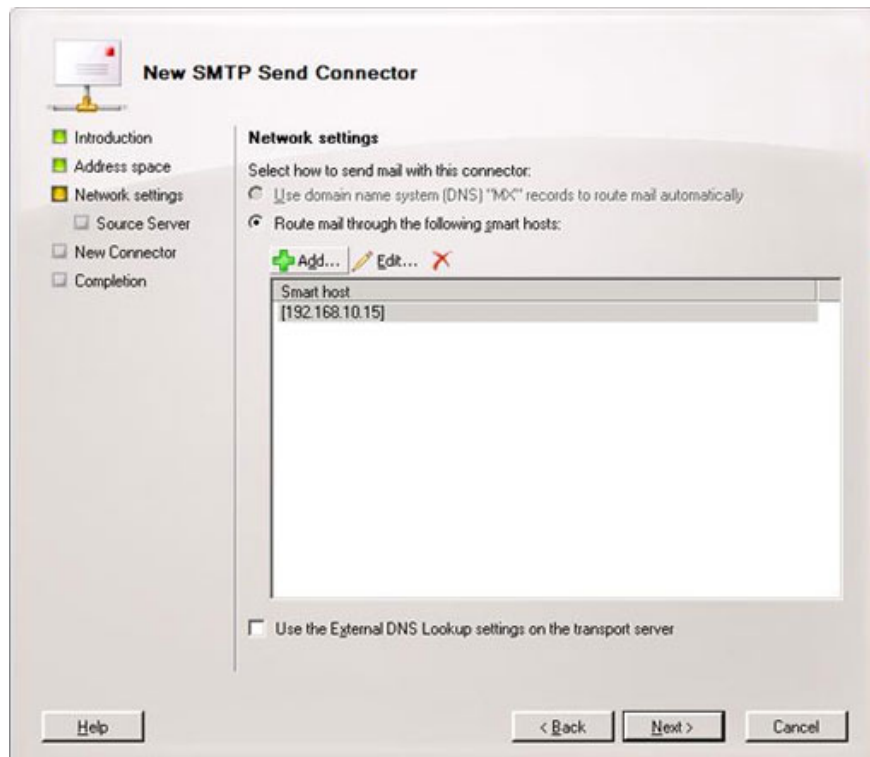 New SMTP Send Connector
Introduction
Address space
Network settings
Source Server
New Connector
Completion
Network settings
Select how to send mail with this connector:
Use domain name system (DNS) "MX" records to route mail automatically
Route mail through the following smart hosts:
Add... Edit...
Smart host
[192.168.10.15]
Use the External DNS Lookup settings on the transport server
Help < Back Next > Cancel